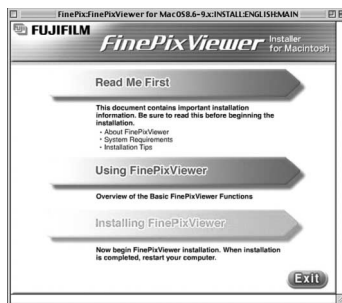 FinePix:FinePixViewer for MacOS8.6-9.x:INSTALL:ENGLISH:MAIN
FUJIFILM
FinePixViewer Installer for Macintosh
Read Me First
This document contains important installation
information. Be sure to read this before beginning the
installation.
・About FinePixViewer
・System Requirements
・Installation Tips
Using FinePixViewer
Overview of the Basic FinePixViewer Functions
Installing FinePixViewer
Now begin FinePixViewer installation. When installation
is completed, restart your computer.
Exit